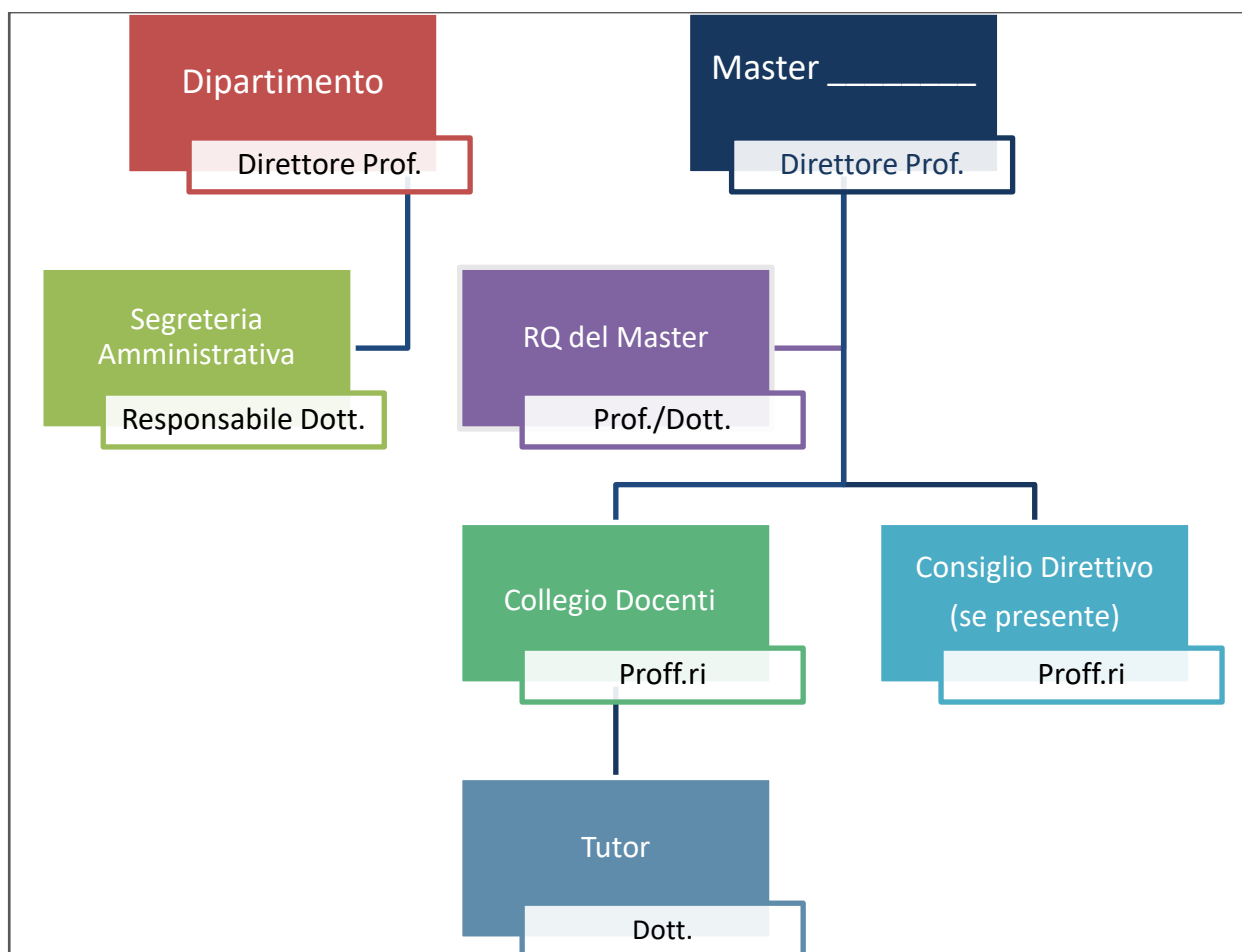 Dipartimento
Direttore Prof.
Master _________
Direttore Prof.
Segreteria
Amministrativa
Responsabile Dott.
RQ del Master
Prof./Dott.
Collegio Docenti
Proff.ri
Consiglio Direttivo
(se presente)
Proff.ri
Tutor
Dott.